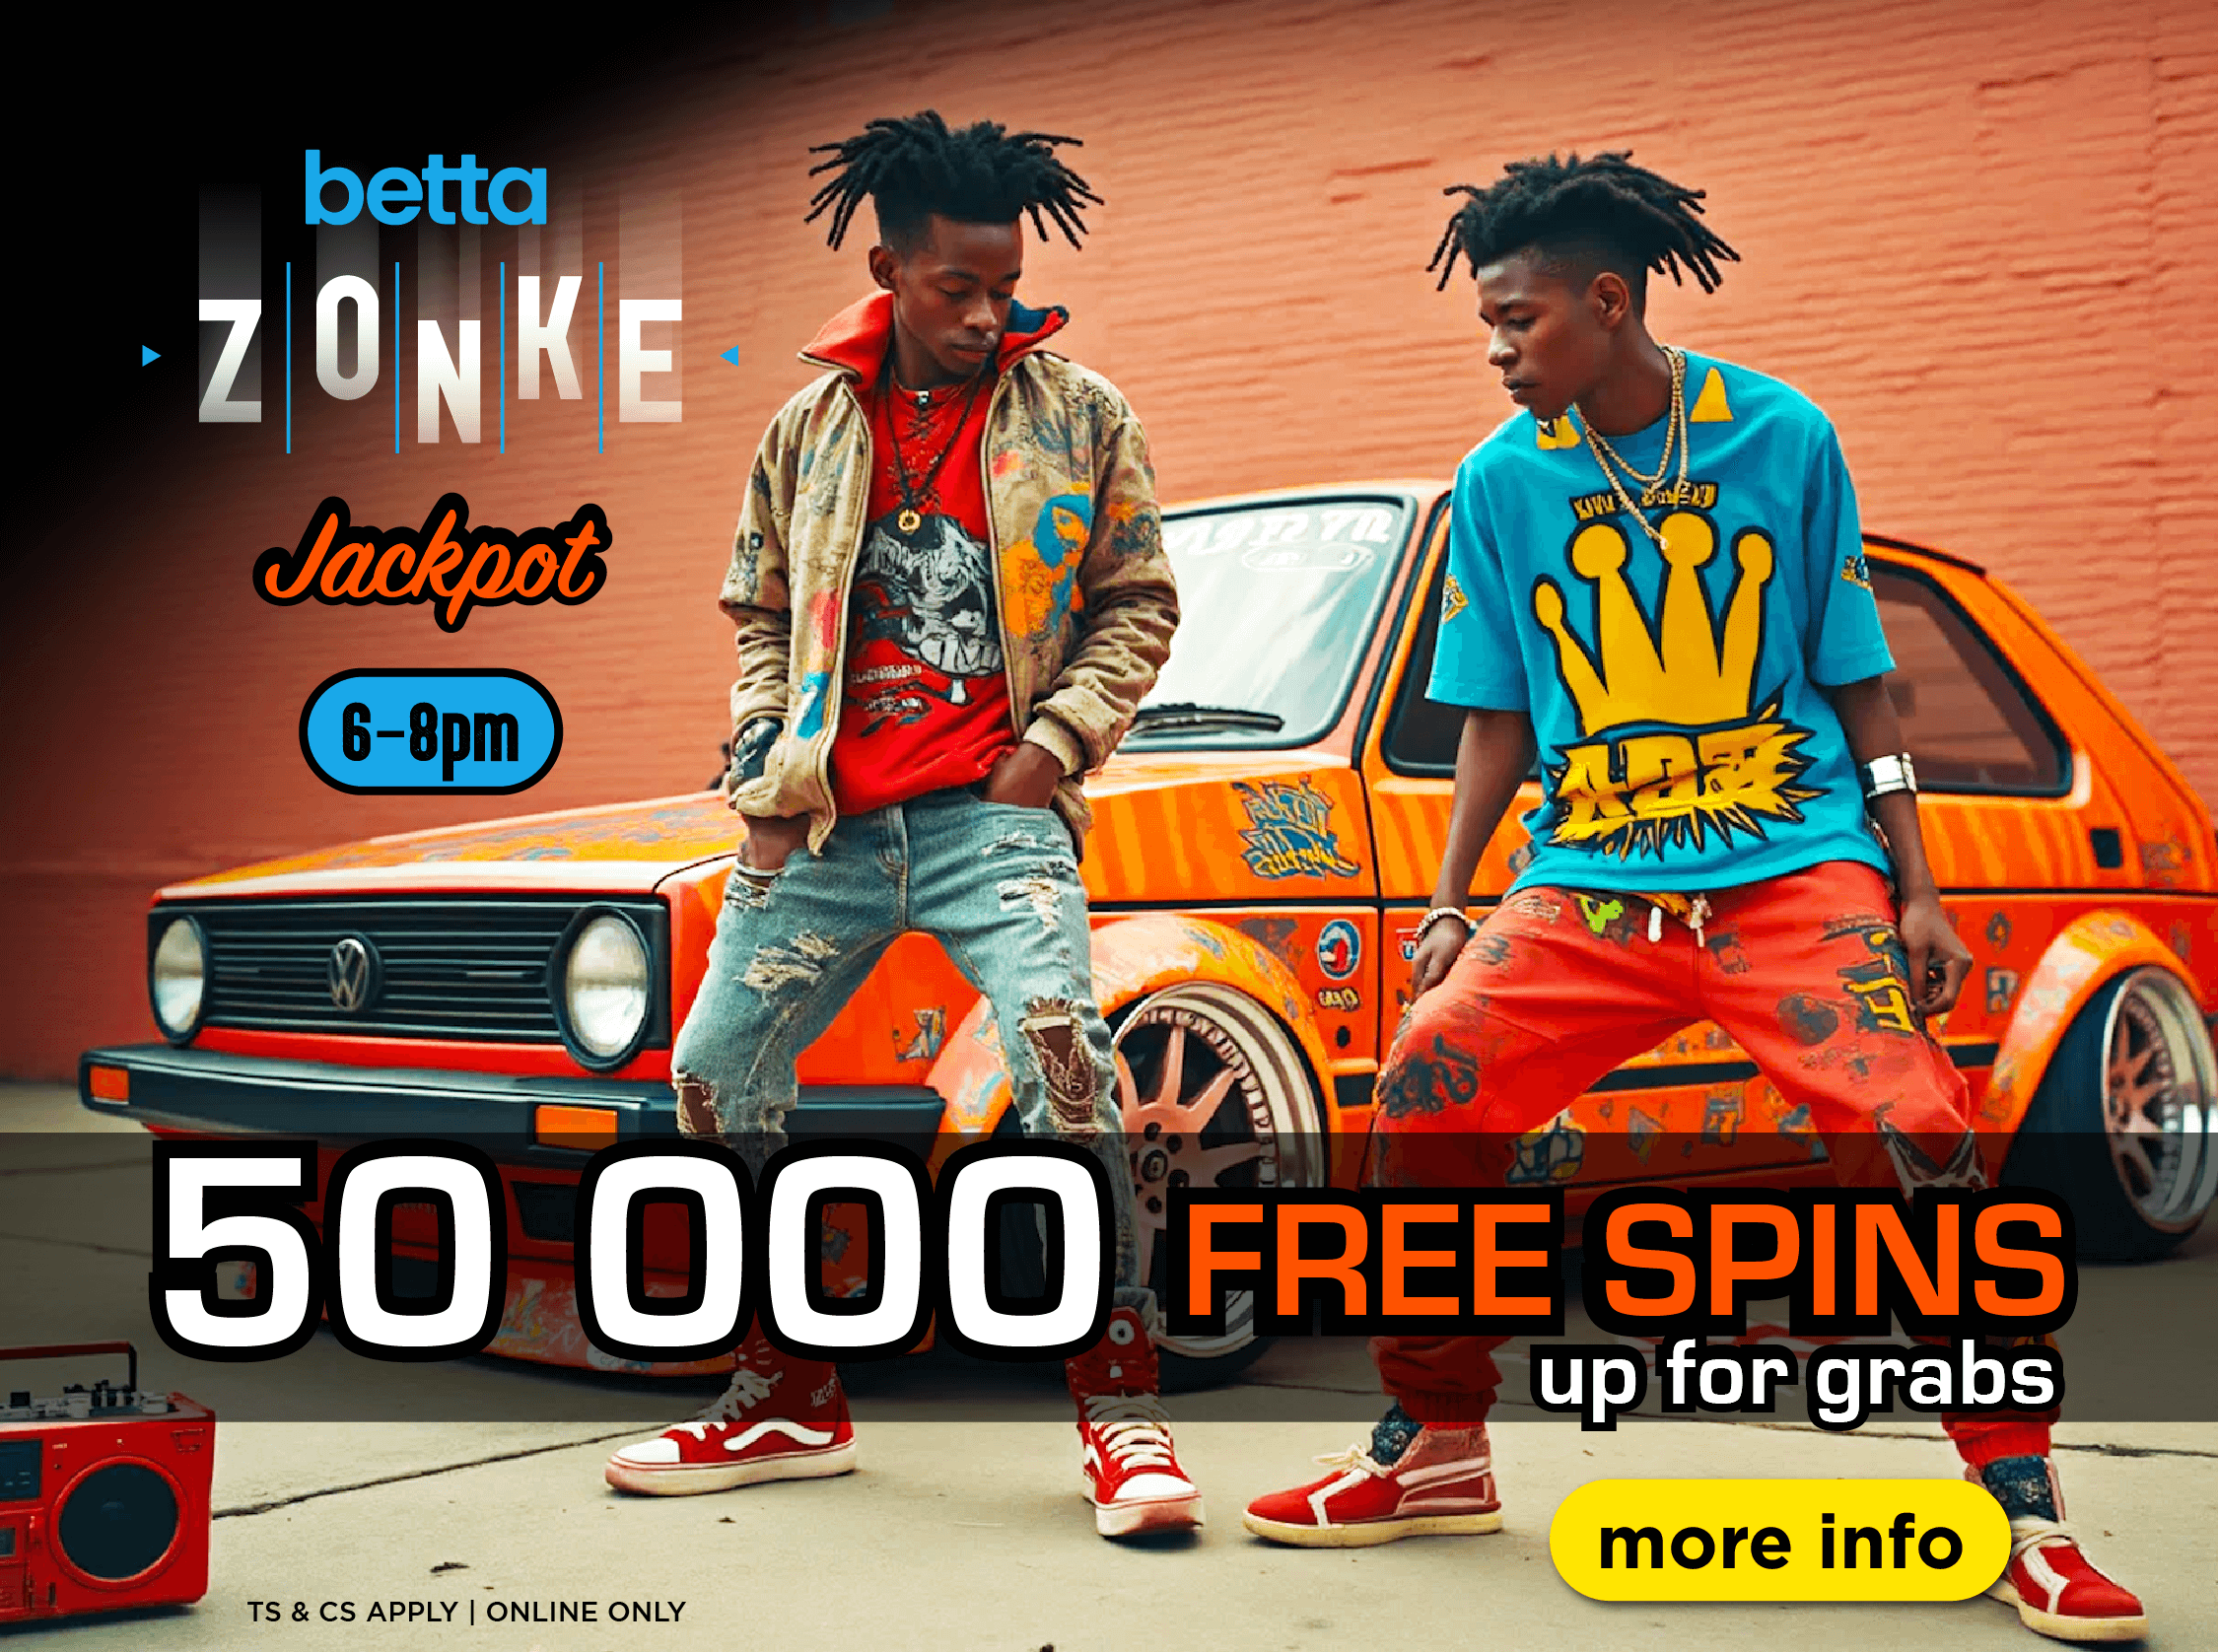 betta
ZONKE
Jackpot
6-8pm
50 000 FREE SPINS
up for grabs
more info
TS & CS APPLY | ONLINE ONLY